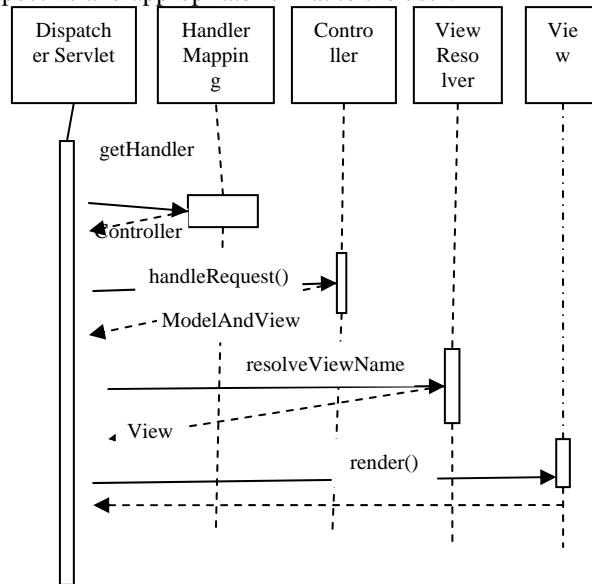 Dispatch
er Servlet
Handler
Mappin
g
Contro
ller
View
Reso
lver
Vie
w
getHandler
Controller
handleRequest()
ModelAndView
resolveViewName
View
render()